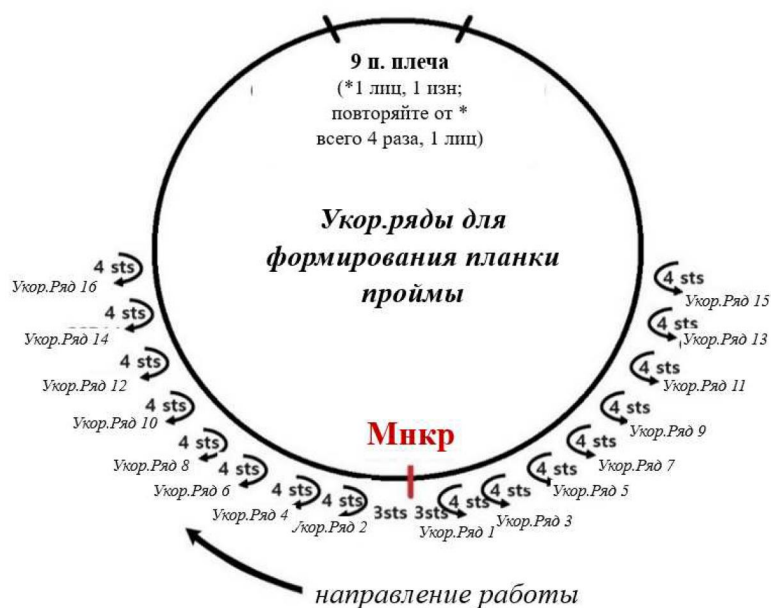 9 п. плеча
(*1 лиц, 1 изн;
повторяйте от *
всего 4 раза, 1 лиц)
Укор.ряды для
формирования планки
проймы
4 sts
Укор.Ряд 16
4 sts
Укор.Ряд 15
4 sts
Укор.Ряд 14
4 sts
Укор.Ряд 13
4 sts
Укор.Ряд 12
4 sts
Укор.Ряд 11
4 sts
Укор.Ряд 10
4 sts
Укор.Ряд 9
4 sts
Укор.Ряд 8
4 sts
Укор.Ряд 7
4 sts
Укор.Ряд 6
4 sts
Укор.Ряд 5
4 sts
Укор.Ряд 4
4 sts
Укор.Ряд 3
4 sts
Укор.Ряд 2
4 sts
Укор.Ряд 1
Мнкр
3sts 3sts
направление работы